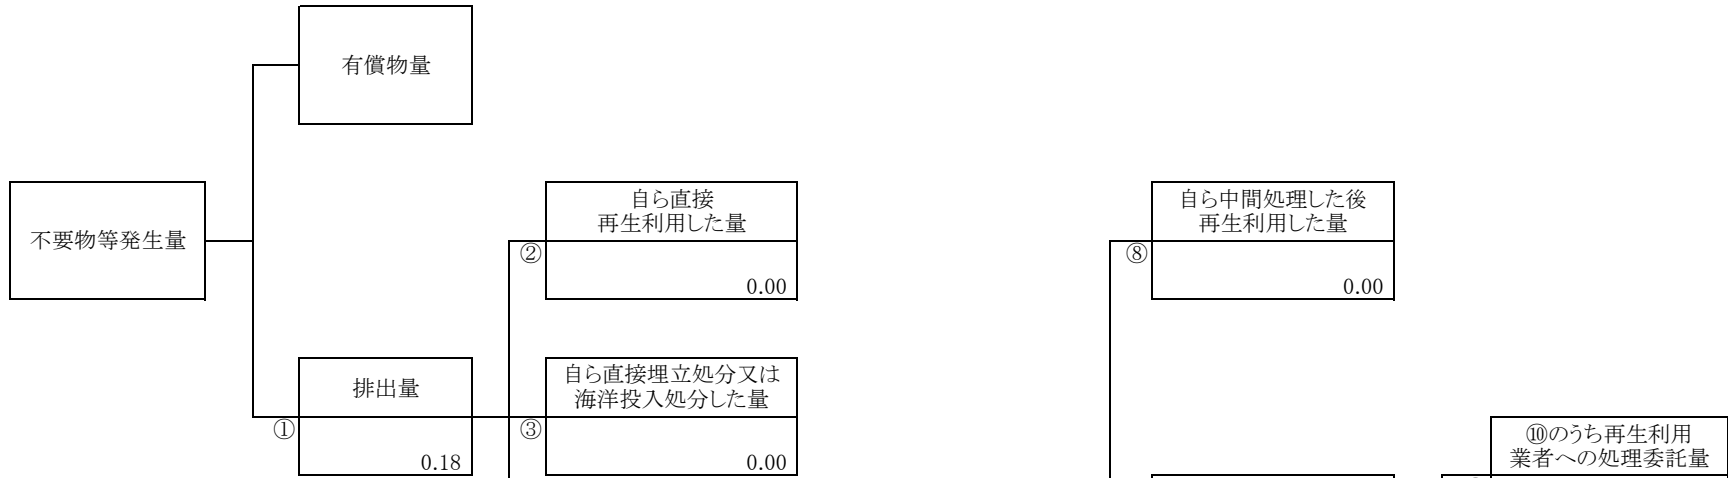 有償物量
不要物等発生量
自ら直接
再生利用した量
②
0.00
自ら中間処理した後
再生利用した量
⑧
0.00
排出量
①
0.18
自ら直接埋立処分又は
海洋投入処分した量
③
0.00
⑩のうち再生利用
業者への処理委託量